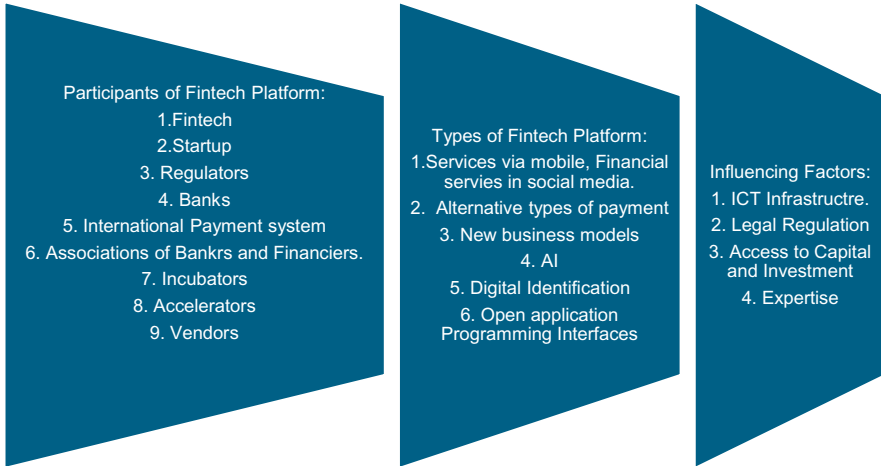 Participants of Fintech Platform:
1.Fintech
2.Startup
3. Regulators
4. Banks
5. International Payment system
6. Associations of Bankrs and Financiers.
7. Incubators
8. Accelerators
9. Vendors
Types of Fintech Platform:
1.Services via mobile, Financial
servies in social media.
2. Alternative types of payment
3. New business models
4. AI
5. Digital Identification
6. Open application
Programming Interfaces
Influencing Factors:
1. ICT Infrastructre.
2. Legal Regulation
3. Access to Capital
and Investment
4. Expertise